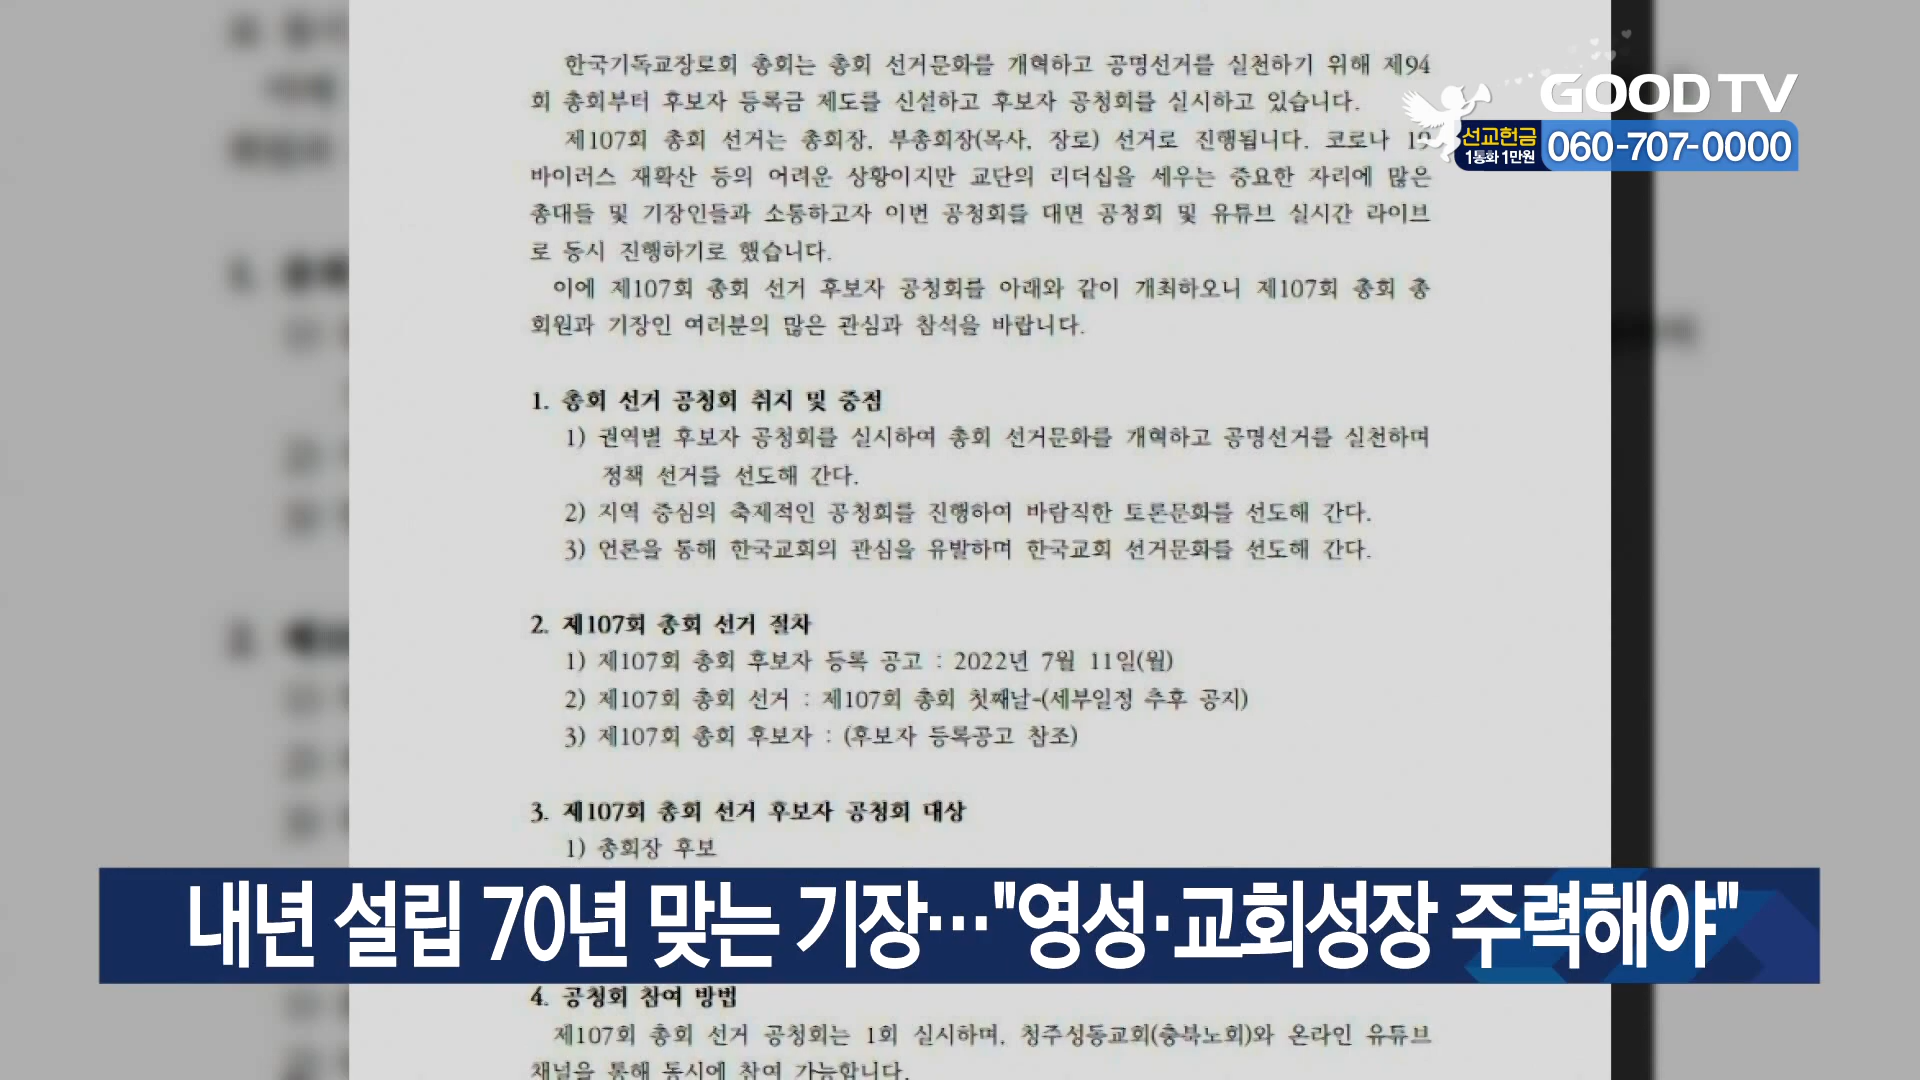 한국기독교장로회 총회는 총회 선거문화를 개혁하고 공명선거를 실천하기 위해 제94
회 총회부터 후보자 등록금 제도를 신설하고 후보자 공청회를 실시하고 있습니다.
제107회 총회 선거는 총회장, 부총회장(목사, 장로) 선거로 진행됩니다. 코로나 19
바이러스 재확산 등의 어려운 상황이지만 교단의 리더십을 세우는 중요한 자리에 많은
총대들 및 기장인들과 소통하고자 이번 공청회를 대면 공청회 및 유튜브 실시간 라이브
로 동시 진행하기로 했습니다.
이에 제107회 총회 선거 후보자 공청회를 아래와 같이 개최하오니 제107회 총회 총
회원과 기장인 여러분의 많은 관심과 참석을 바랍니다.
GOODTV
선교헌금
1통화 1만원
060-707-0000
1. 총회 선거 공청회 취지 및 중점
1) 권역별 후보자 공청회를 실시하여 총회 선거문화를 개혁하고 공명선거를 실천하며
정책 선거를 선도해 간다.
2) 지역 중심의 축제적인 공청회를 진행하여 바람직한 토론문화를 선도해 간다.
3) 언론을 통해 한국교회의 관심을 유발하며 한국교회 선거문화를 선도해 간다.
2. 제107회 총회 선거 절차
1) 제107회 총회 후보자 등록 공고 : 2022년 7월 11일(월)
2) 제107회 총회 선거 : 제107회 총회 첫째날-(세부일정 추후 공지)
3) 제107회 총회 후보자 : (후보자 등록공고 참조)
3. 제107회 총회 선거 후보자 공청회 대상
1) 총회장 후보
내년 설립 70년 맞는 기장…"영성·교회성장 주력해야"
4. 공청회 참여 방법
제107회 총회 선거 공청회는 1회 실시하며, 청주성동교회(충북노회)와 온라인 유튜브
채널을 통해 동시에 참여 가능합니다.